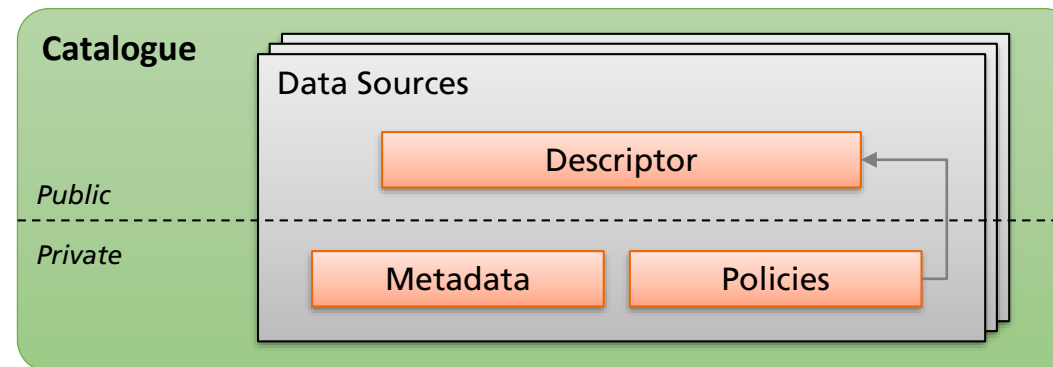 Catalogue
Data Sources
Descriptor
Public
Private
Metadata
Policies